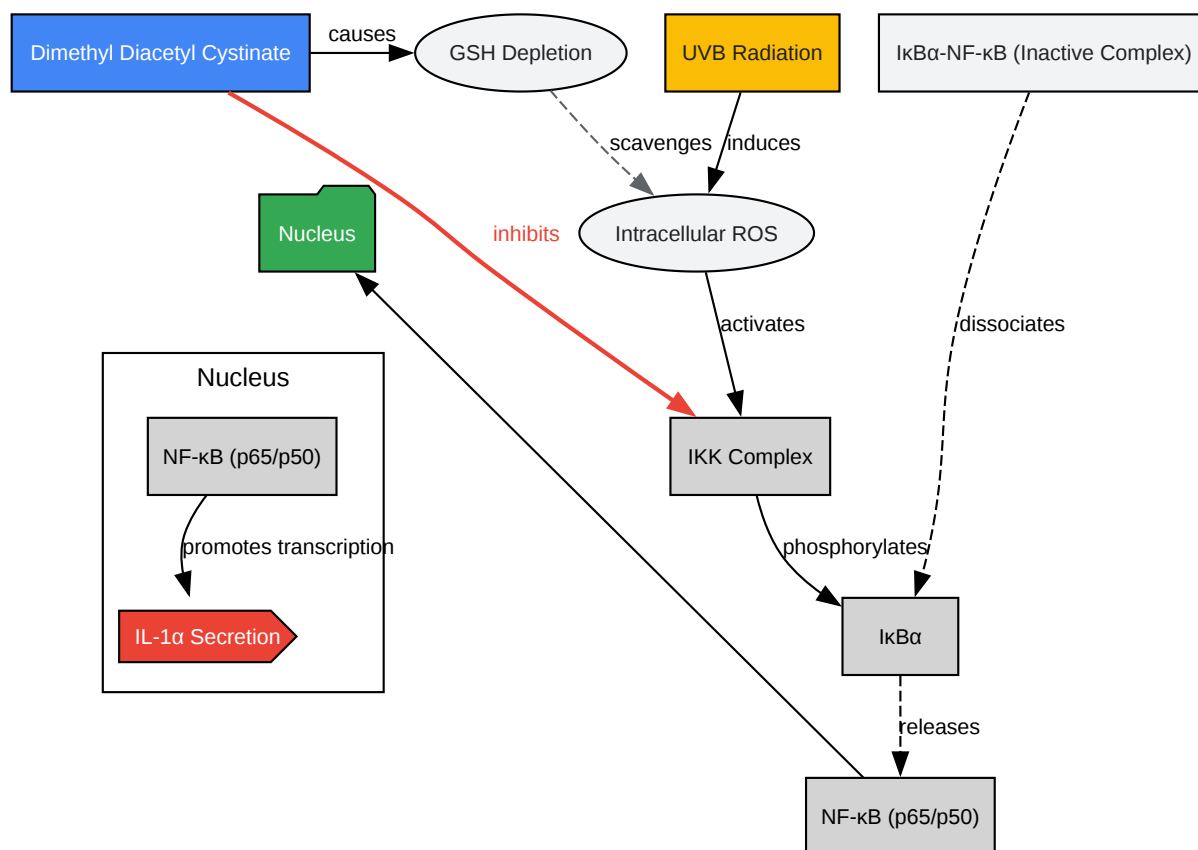 Dimethyl Diacetyl Cystinate
causes
GSH Depletion
UVB Radiation
IκBα-NF-κB (Inactive Complex)
scavenges
induces
Nucleus
inhibits
Intracellular ROS
activates
dissociates
Nucleus
NF-κB (p65/p50)
IKK Complex
promotes transcription
phosphorylates
IL-1α Secretion
IκBα
releases
NF-κB (p65/p50)